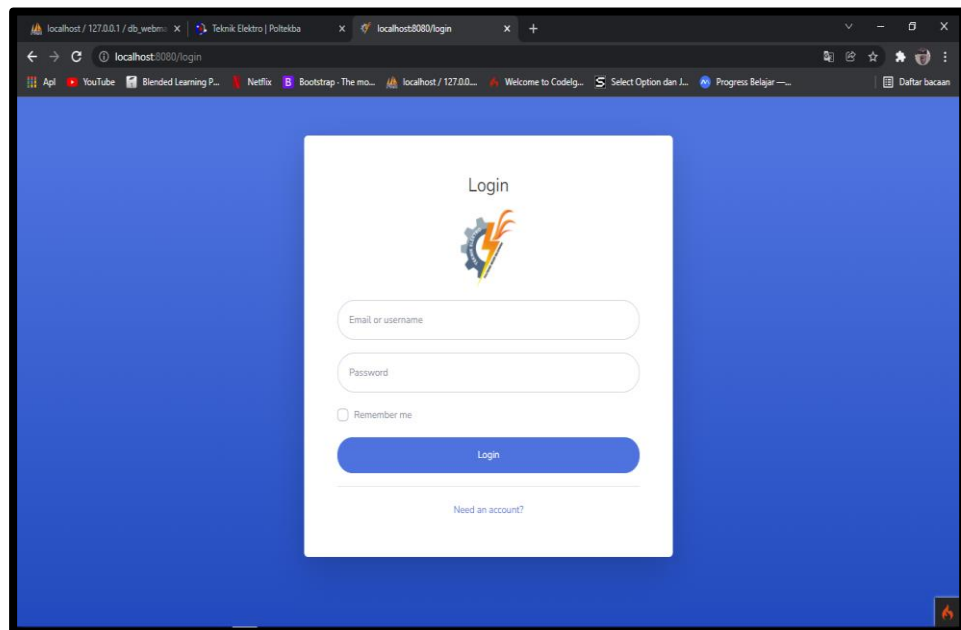 localhost / 127.0.0.1 / db_webma
Teknik Elektro | Poltekba
localhost:8080/login
localhost:8080/login
Apl
YouTube
Blended Learning P...
Netflix
Bootstrap · The mo...
localhost / 127.0.0....
Welcome to CodeIg...
Select Option dan J...
Progress Belajar —...
Daftar bacaan
Login
Email or username
Password
Remember me
Login
Need an account?